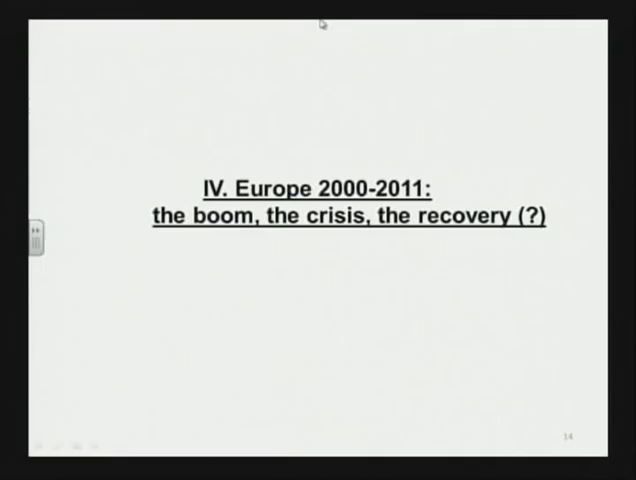 IV. Europe 2000-2011:
the boom, the crisis, the recovery (?)
14